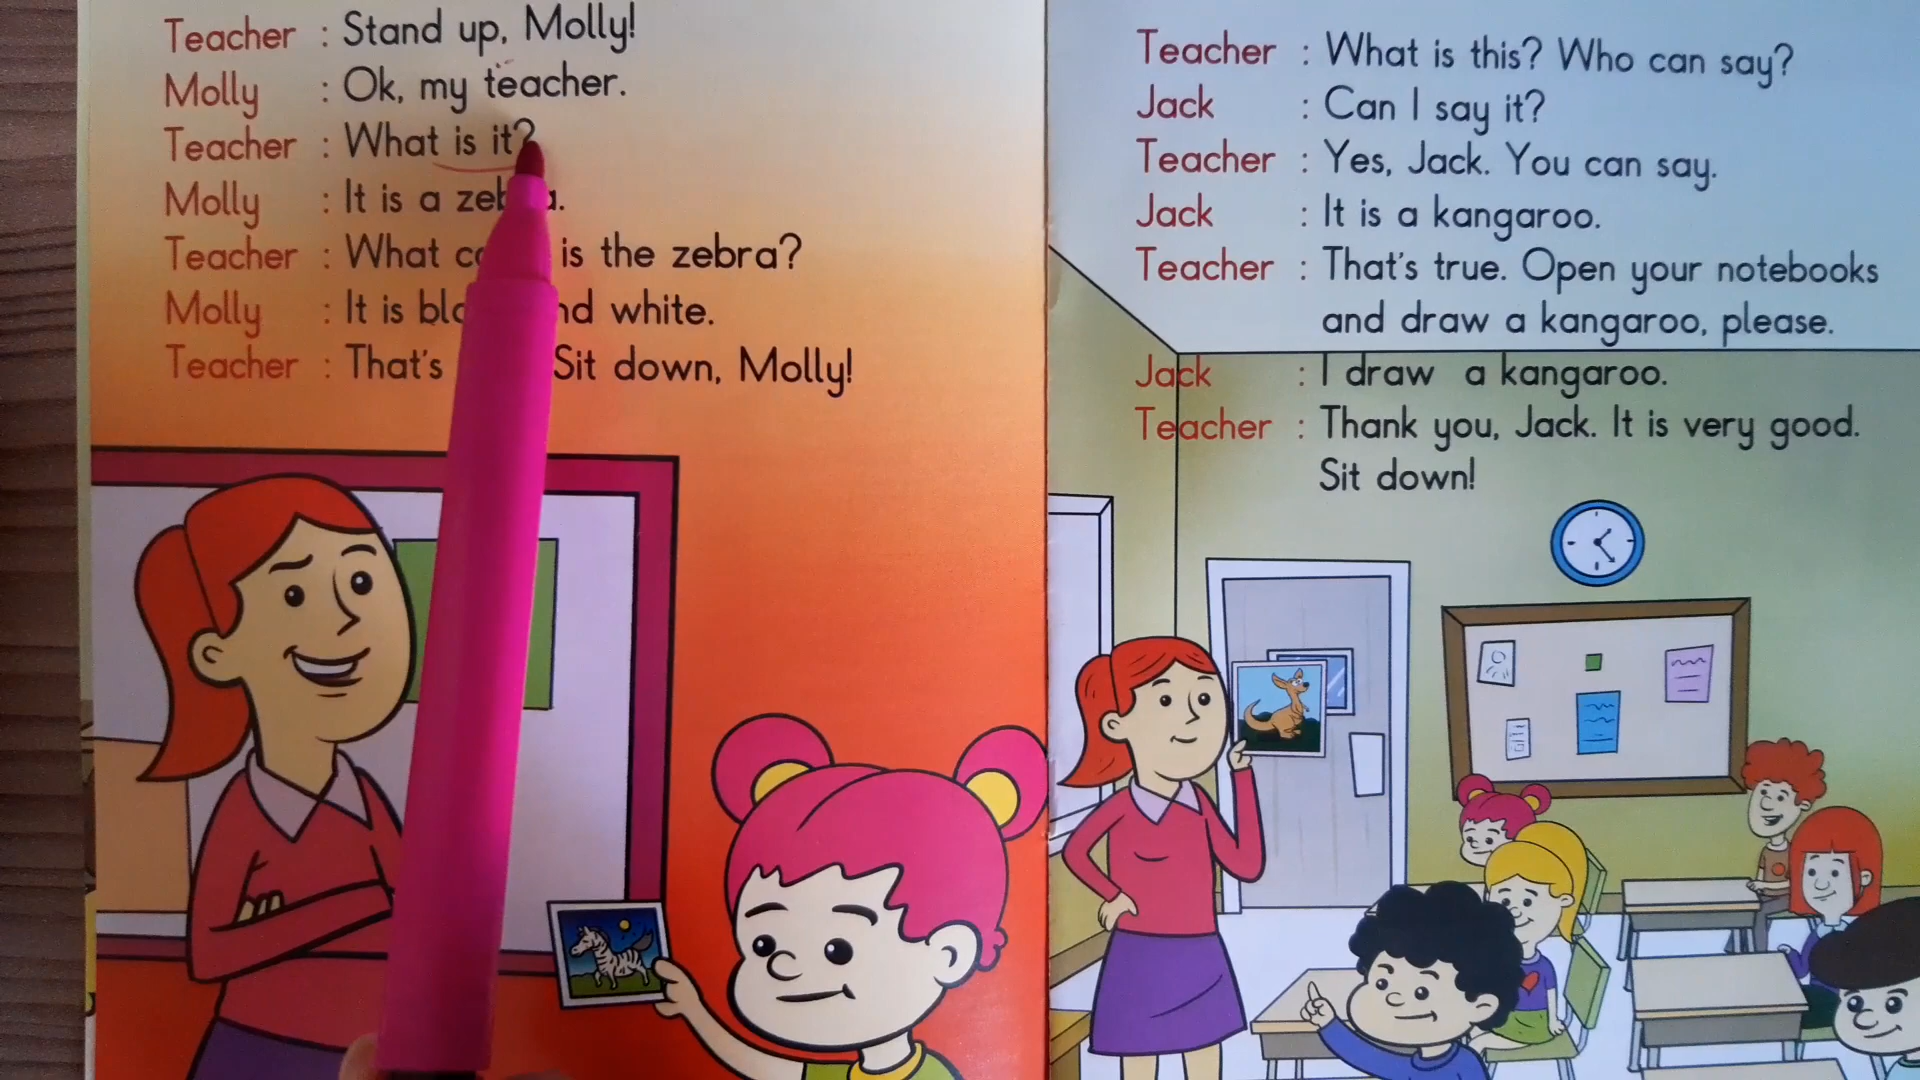 Teacher : Stand up, Molly!
Molly : Ok, my teacher.
Teacher : What is it?
Molly : It is a
Teacher : What is the zebra?
Molly : It is white.
Teacher : That's Sit down, Molly!
Teacher : What is this? Who can say?
Jack : Can I say it?
Teacher : Yes, Jack. You can say.
Jack : It is a kangaroo.
Teacher : That's true. Open your notebooks
and draw a kangaroo, please.
Jack : I draw a kangaroo.
Teacher : Thank you, Jack. It is very good.
Sit down!